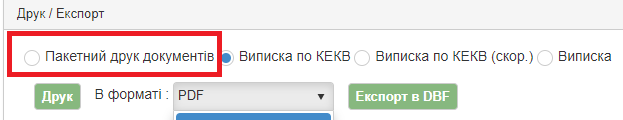 Друк / Експорт
Пакетний друк документів Виписка по КЕКВ Виписка по КЕКВ (скор.) Виписка
Друк В форматі : PDF Експорт в DBF